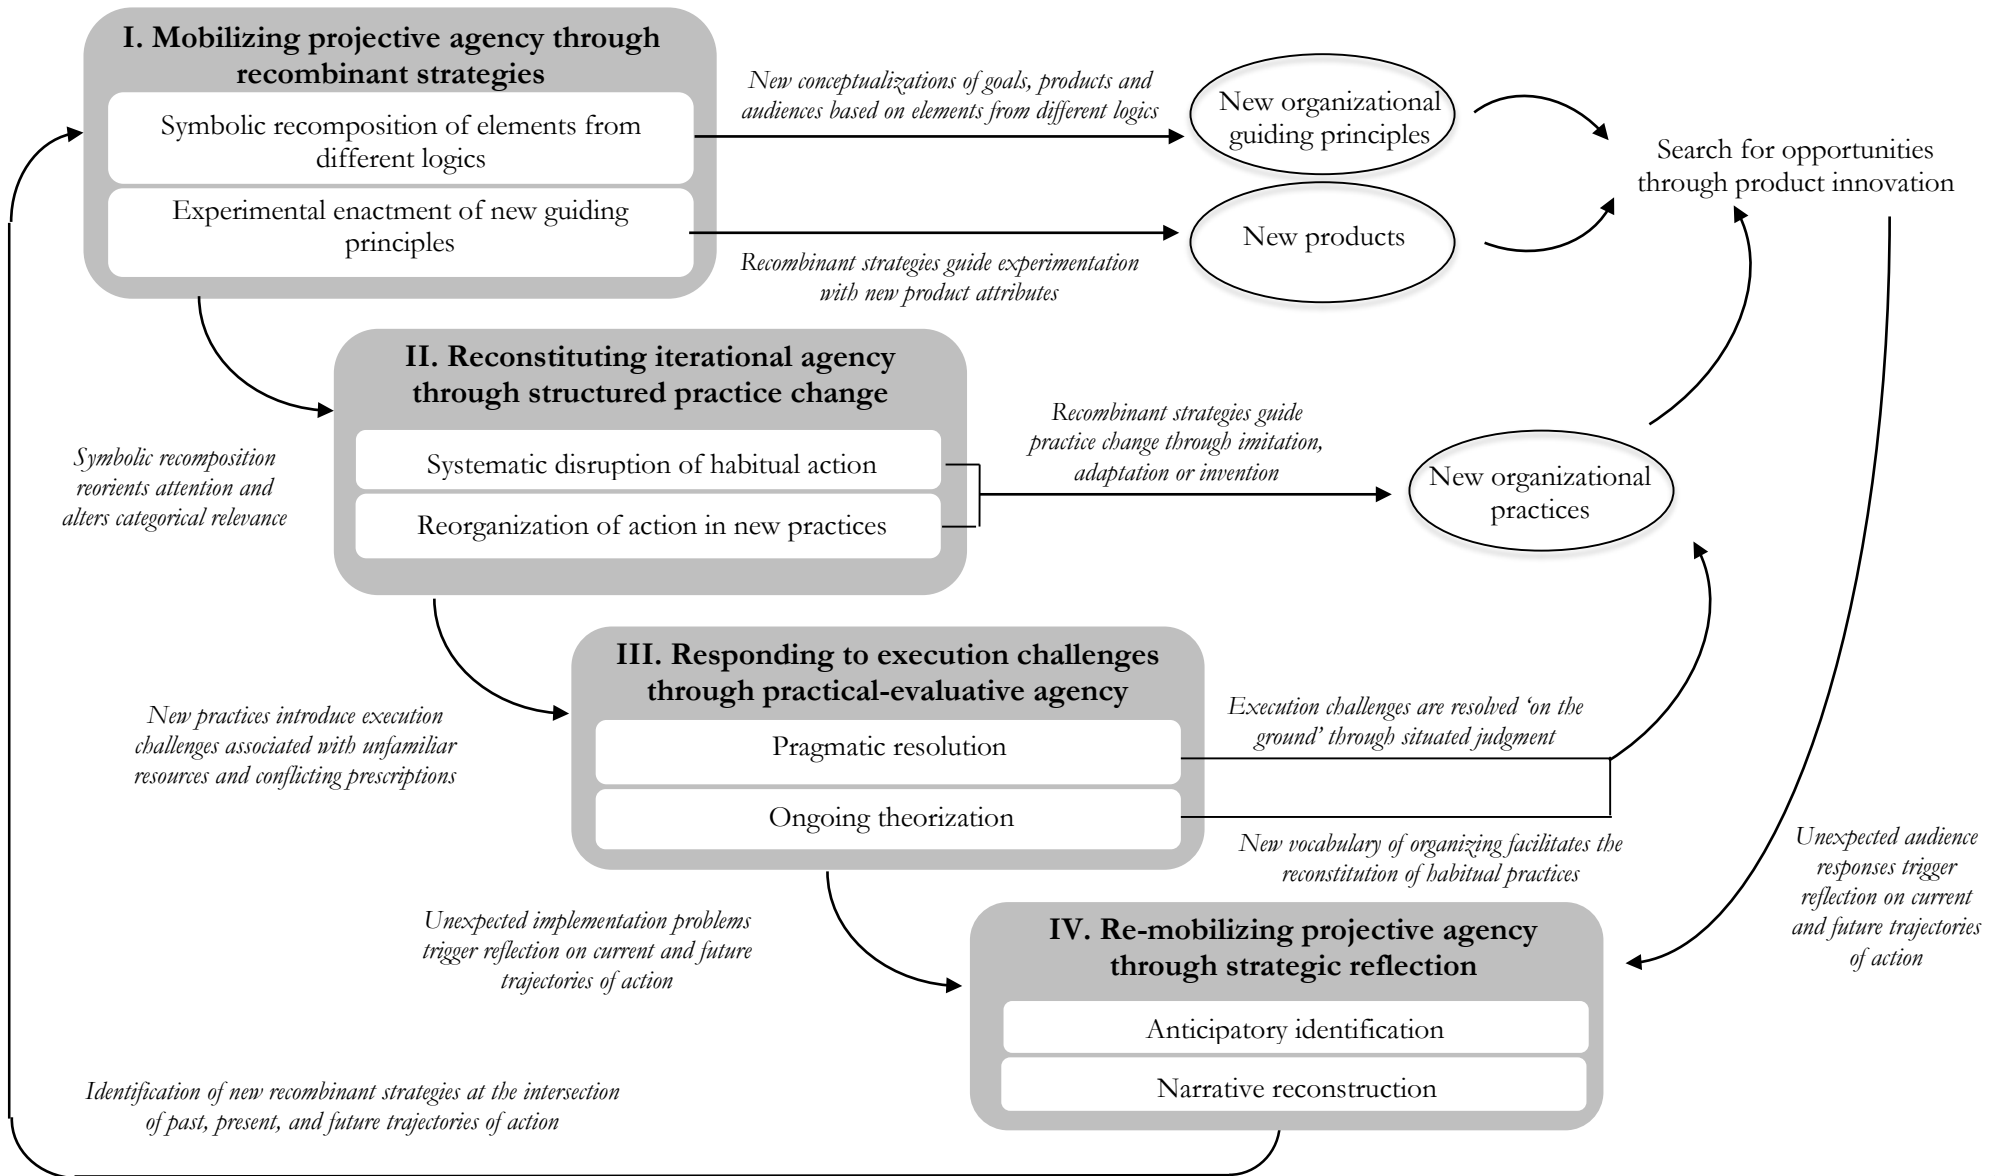 I. Mobilizing projective agency through
recombinant strategies
Symbolic recomposition of elements from
different logics
Experimental enactment of new guiding
principles
New conceptualizations of goals, products and
audiences based on elements from different logics
Recombinant strategies guide experimentation
with new product attributes
New organizational
guiding principles
New products
Search for opportunities
through product innovation
II. Reconstituting iterational agency
through structured practice change
Systematic disruption of habitual action
Reorganization of action in new practices
Symbolic recomposition
reorients attention and
alters categorical relevance
Recombinant strategies guide
practice change through imitation,
adaptation or invention
New organizational
practices
III. Responding to execution challenges
through practical-evaluative agency
Pragmatic resolution
Ongoing theorization
New practices introduce execution
challenges associated with unfamiliar
resources and conflicting prescriptions
Execution challenges are resolved ‘on the
ground’ through situated judgment
New vocabulary of organizing facilitates the
reconstitution of habitual practices
Unexpected audience
responses trigger
reflection on current
and future trajectories
of action
Unexpected implementation problems
trigger reflection on current and future
trajectories of action
IV. Re-mobilizing projective agency
through strategic reflection
Anticipatory identification
Narrative reconstruction
Identification of new recombinant strategies at the intersection
of past, present, and future trajectories of action